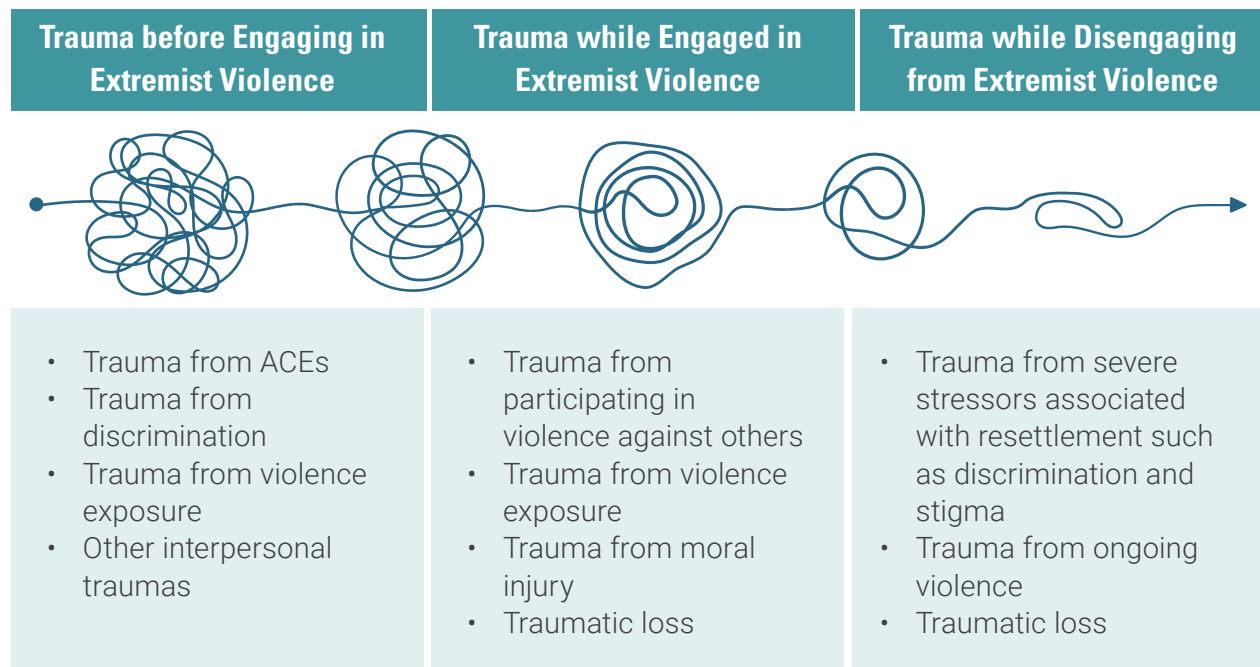 Trauma before Engaging in
Extremist Violence
Trauma while Engaged in
Extremist Violence
Trauma while Disengaging
from Extremist Violence
• Trauma from ACEs
• Trauma from
discrimination
• Trauma from violence
exposure
• Other interpersonal
traumas
• Trauma from
participating in
violence against others
• Trauma from violence
exposure
• Trauma from moral
injury
• Traumatic loss
• Trauma from severe
stressors associated
with resettlement such
as discrimination and
stigma
• Trauma from ongoing
violence
• Traumatic loss